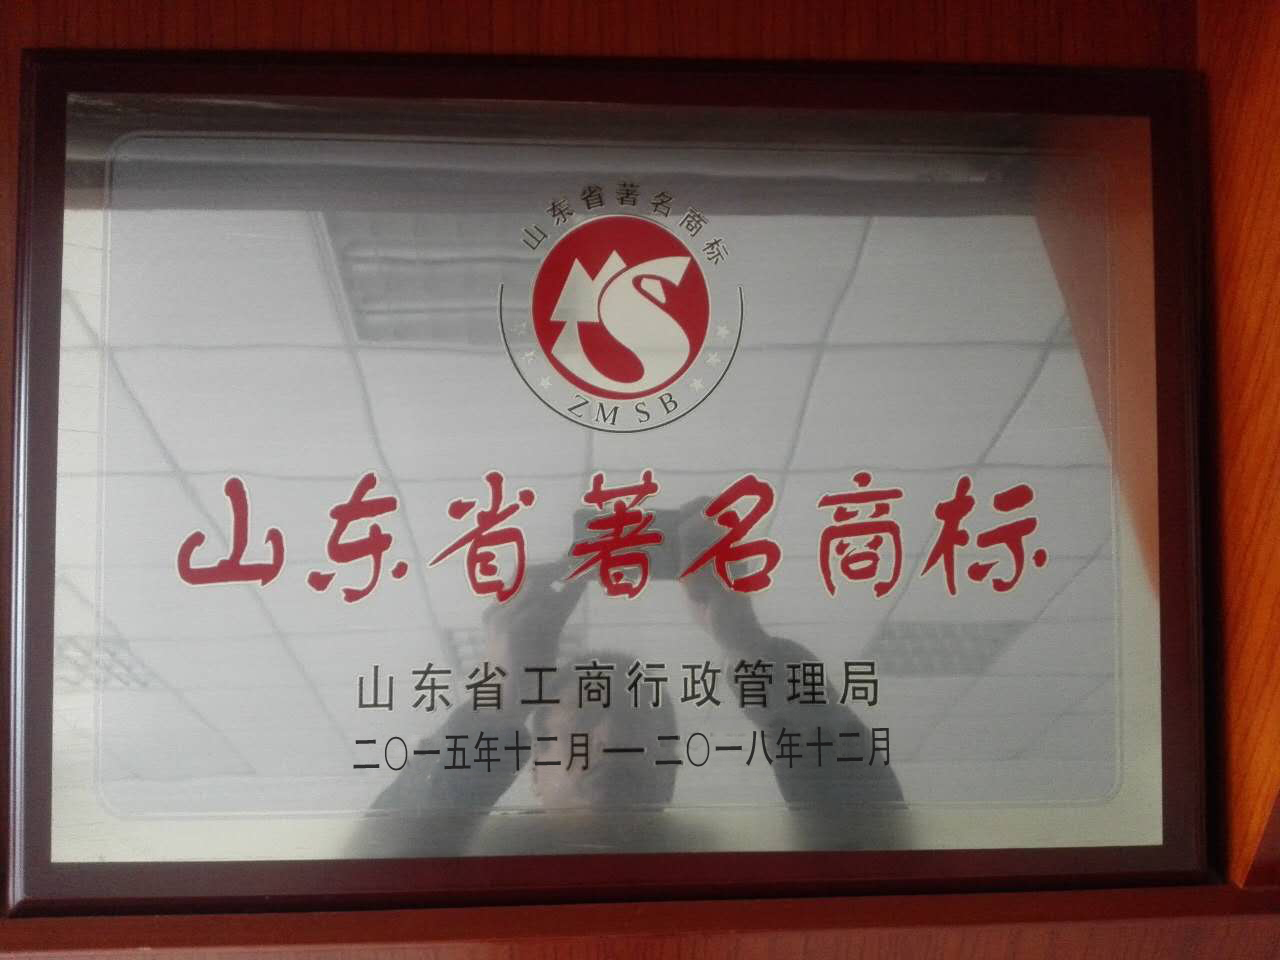 山东省著名商标
ZMSB
山东省著名商标
山东省工商行政管理局
二〇一五年十二月一二〇一八年十二月